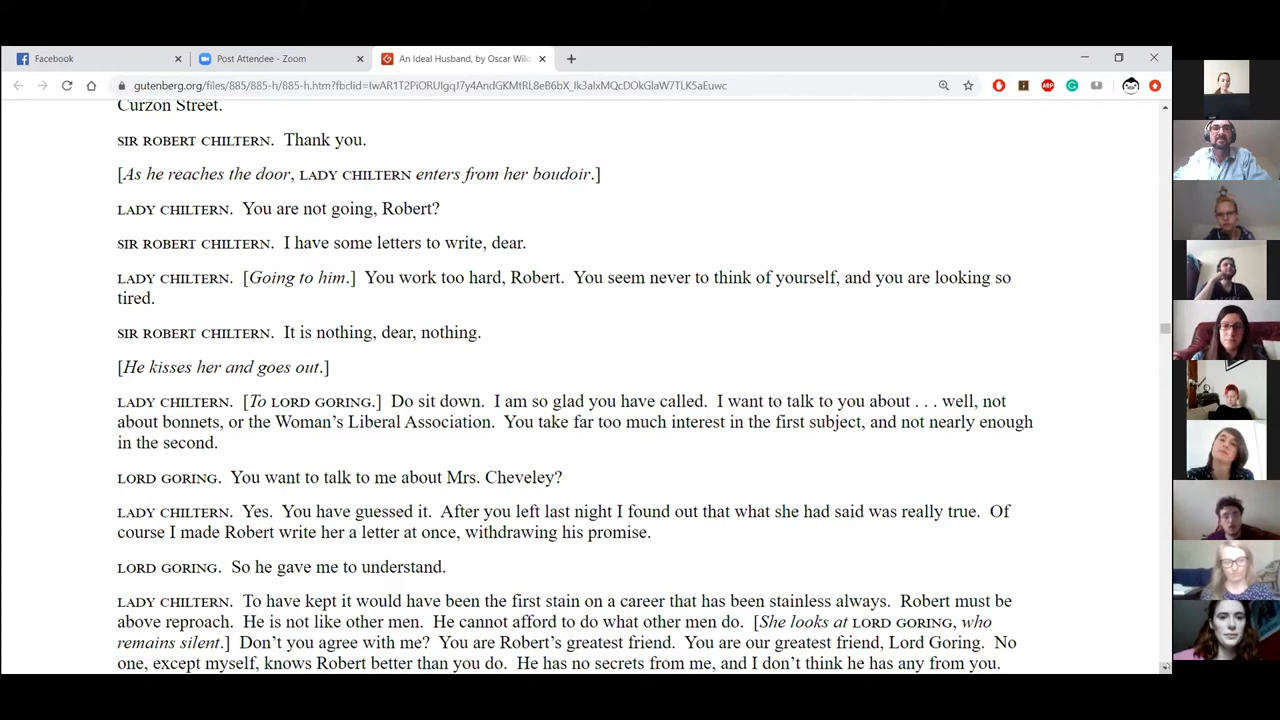 Facebook
Post Attendee - Zoom
An Ideal Husband, by Oscar Wild
gutenberg.org/files/885/885-h/885-h.htm?fbclid=IwAR1T2PiORUIgqJ7y4AndGKMtRL8eB6bX_Ik3alxMQcDOkGlaW7TLK5aEuwc
Curzon Street.
SIR ROBERT CHILTERN. Thank you.
[As he reaches the door, LADY CHILTERN enters from her boudoir.]
LADY CHILTERN. You are not going, Robert?
SIR ROBERT CHILTERN. I have some letters to write, dear.
LADY CHILTERN. [Going to him.] You work too hard, Robert. You seem never to think of yourself, and you are looking so
tired.
SIR ROBERT CHILTERN. It is nothing, dear, nothing.
[He kisses her and goes out.]
LADY CHILTERN. [To LORD GORING.] Do sit down. I am so glad you have called. I want to talk to you about . . . well, not
about bonnets, or the Woman’s Liberal Association. You take far too much interest in the first subject, and not nearly enough
in the second.
LORD GORING. You want to talk to me about Mrs. Cheveley?
LADY CHILTERN. Yes. You have guessed it. After you left last night I found out that what she had said was really true. Of
course I made Robert write her a letter at once, withdrawing his promise.
LORD GORING. So he gave me to understand.
LADY CHILTERN. To have kept it would have been the first stain on a career that has been stainless always. Robert must be
above reproach. He is not like other men. He cannot afford to do what other men do. [She looks at LORD GORING, who
remains silent.] Don’t you agree with me? You are Robert’s greatest friend. You are our greatest friend, Lord Goring. No
one, except myself, knows Robert better than you do. He has no secrets from me, and I don’t think he has any from you.